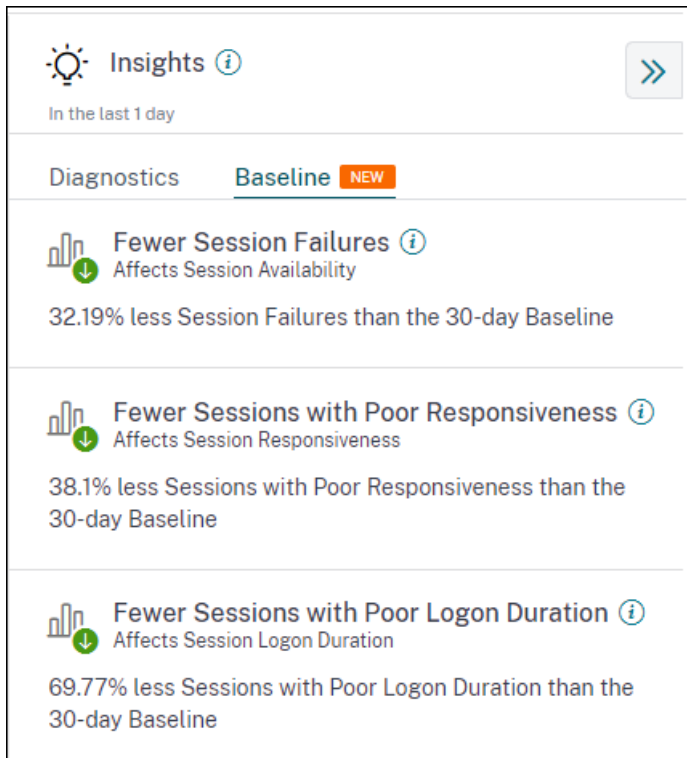 Insights
In the last 1 day
Diagnostics Baseline NEW
Fewer Session Failures
Affects Session Availability
32.19% less Session Failures than the 30-day Baseline
Fewer Sessions with Poor Responsiveness
Affects Session Responsiveness
38.1% less Sessions with Poor Responsiveness than the
30-day Baseline
Fewer Sessions with Poor Logon Duration
Affects Session Logon Duration
69.77% less Sessions with Poor Logon Duration than the
30-day Baseline